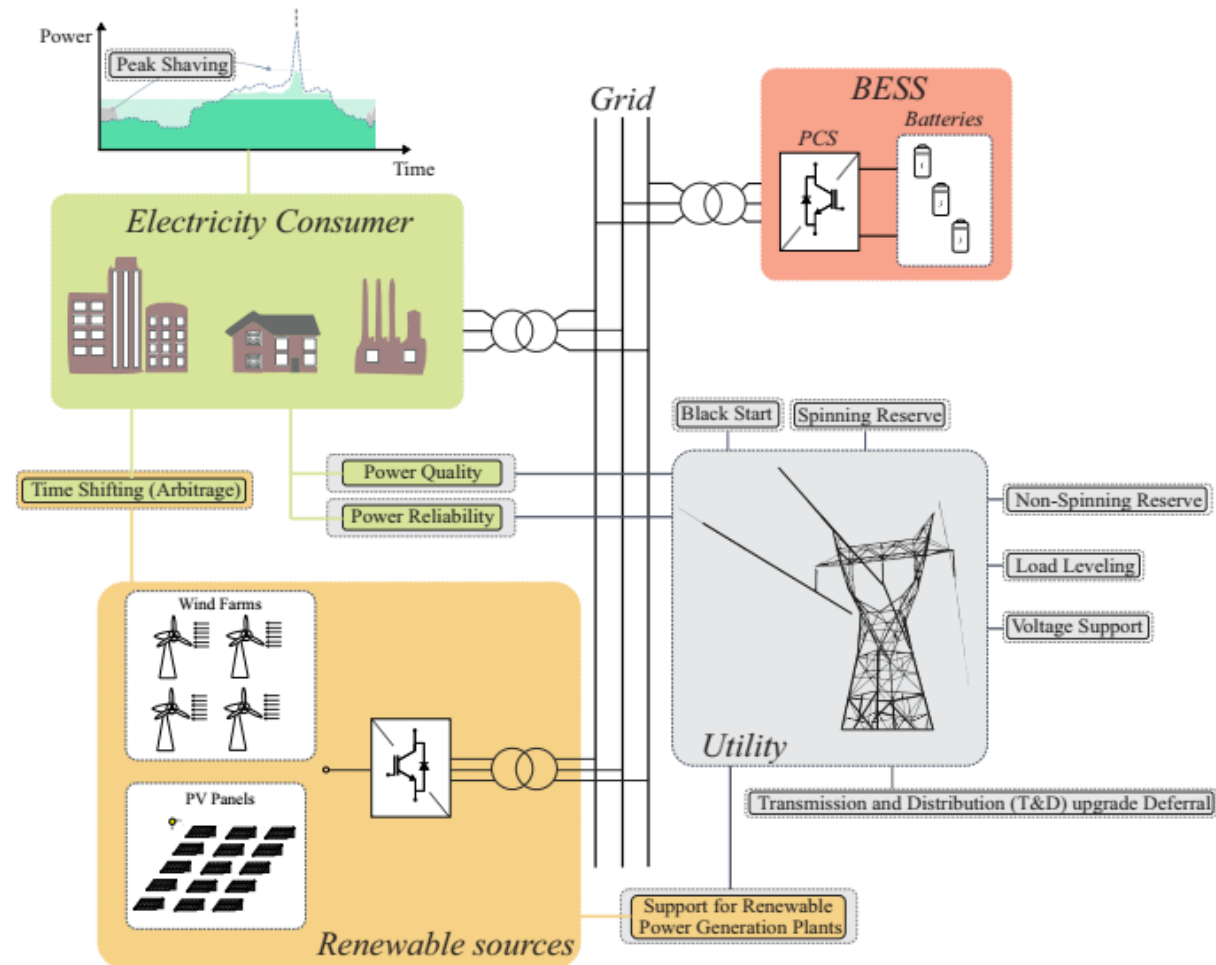 Power
Peak Shaving
Time
Grid
BESS
Batteries
PCS
Electricity Consumer
Black Start
Spinning Reserve
Power Quality
Time Shifting (Arbitrage)
Non-Spinning Reserve
Power Reliability
Load Leveling
Wind Farms
Voltage Support
Utility
PV Panels
Transmission and Distribution (T&D) upgrade Deferral
Support for Renewable
Power Generation Plants
Renewable sources